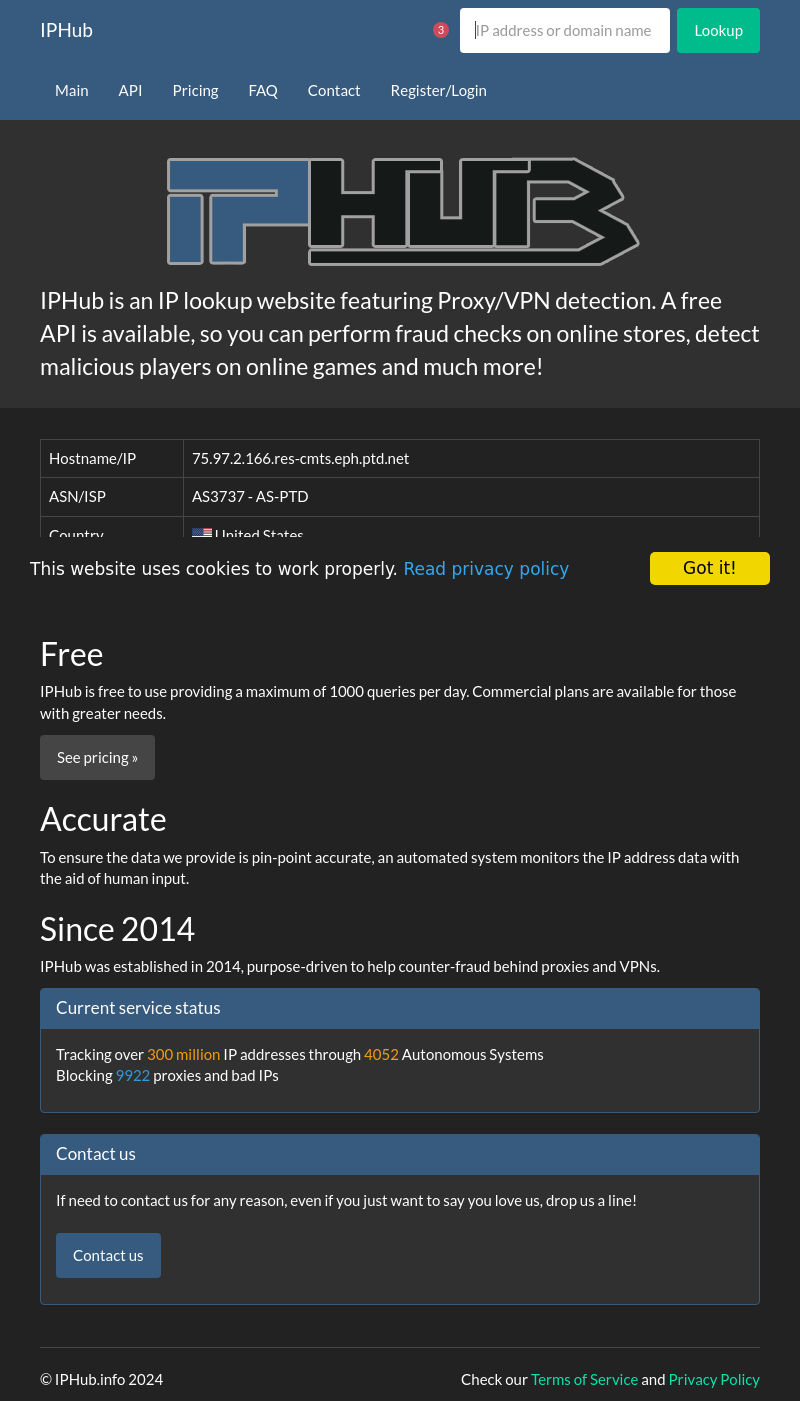 IPHub
3
IP address or domain name
Lookup
Main
API
Pricing
FAQ
Contact
Register/Login
IPHUB
IPHub is an IP lookup website featuring Proxy/VPN detection. A free
API is available, so you can perform fraud checks on online stores, detect
malicious players on online games and much more!
Hostname/IP
75.97.2.166.res-cmts.eph.ptd.net
ASN/ISP
AS3737 - AS-PTD
Country
United States
This website uses cookies to work properly. Read privacy policy
Got it!
Free
IPHub is free to use providing a maximum of 1000 queries per day. Commercial plans are available for those
with greater needs.
See pricing »
Accurate
To ensure the data we provide is pin-point accurate, an automated system monitors the IP address data with
the aid of human input.
Since 2014
IPHub was established in 2014, purpose-driven to help counter-fraud behind proxies and VPNs.
Current service status
Tracking over 300 million IP addresses through 4052 Autonomous Systems
Blocking 9922 proxies and bad IPs
Contact us
If need to contact us for any reason, even if you just want to say you love us, drop us a line!
Contact us
© IPHub.info 2024
Check our Terms of Service and Privacy Policy